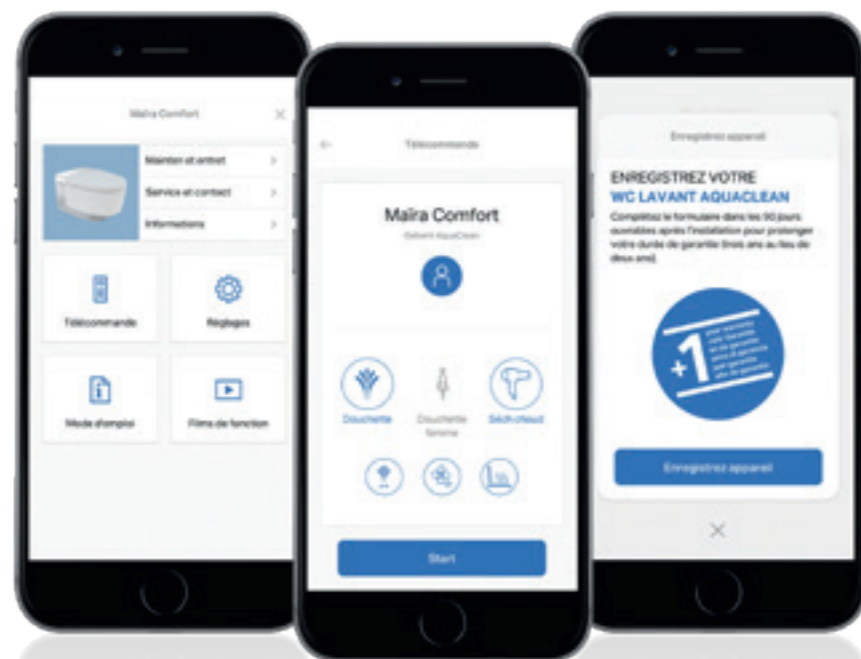 Maïra Comfort
Mainten et entret
Service et contact
Informations
Télécommande
Réglages
Mode d'emploi
Films de fonction
Télécommande
Maïra Comfort
Geberit AquaClean
Douchette
Douchette
femme
Séch chaud
Start
Enregistrez appareil
ENREGISTREZ VOTRE
WC LAVANT AQUACLEAN
Complétez le formulaire dans les 90 jours
ouvrables après l'installation pour prolonger
votre durée de garantie (trois ans au lieu de
deux ans).
+1
Enregistrez appareil